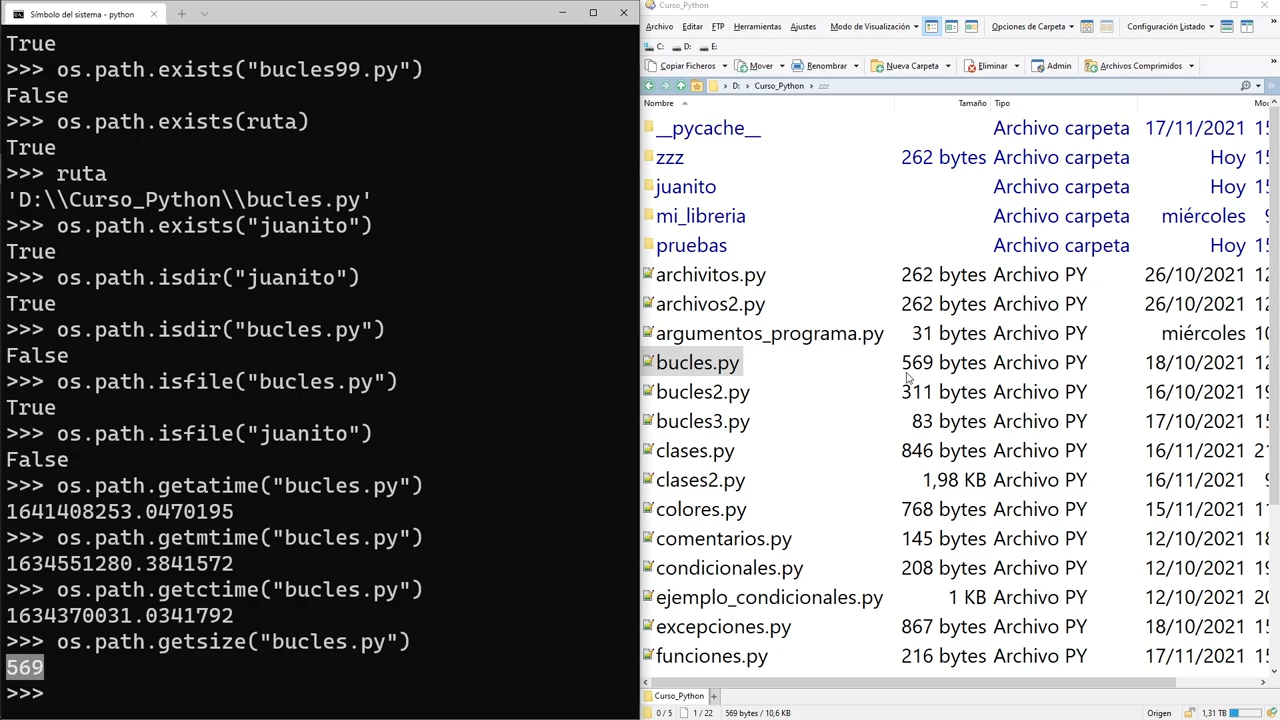 Símbolo del sistema - python
True
>>> os.path.exists("bucles99.py")
False
>>> os.path.exists(ruta)
True
>>> ruta
'D:\\Curso_Python\\bucles.py'
>>> os.path.exists("juanito")
True
>>> os.path.isdir("juanito")
True
>>> os.path.isdir("bucles.py")
False
>>> os.path.isfile("bucles.py")
True
>>> os.path.isfile("juanito")
False
>>> os.path.getatime("bucles.py")
1641408253.0470195
>>> os.path.getmtime("bucles.py")
1634551280.3841572
>>> os.path.getctime("bucles.py")
1634370031.0341792
>>> os.path.getsize("bucles.py")
569
>>>
Curso_Python
Archivo Editar FTP Herramientas Ajustes Modo de Visualización Opciones de Carpeta Configuración Listado »
C: D: E:
Copiar Ficheros Mover Renombrar Nueva Carpeta Eliminar Admin Archivos Comprimidos »
D: Curso_Python zzz
Nombre Tamaño Tipo
__pycache__ Archivo carpeta 17/11/2021
zzz 262 bytes Archivo carpeta Hoy
juanito Archivo carpeta Hoy
mi_libreria Archivo carpeta miércoles
pruebas Archivo carpeta Hoy
archivitos.py 262 bytes Archivo PY 26/10/2021
archivos2.py 262 bytes Archivo PY 26/10/2021
argumentos_programa.py 31 bytes Archivo PY miércoles
bucles.py 569 bytes Archivo PY 18/10/2021
bucles2.py 311 bytes Archivo PY 16/10/2021
bucles3.py 83 bytes Archivo PY 17/10/2021
clases.py 846 bytes Archivo PY 16/11/2021
clases2.py 1,98 KB Archivo PY 16/11/2021
colores.py 768 bytes Archivo PY 15/11/2021
comentarios.py 145 bytes Archivo PY 12/10/2021
condicionales.py 208 bytes Archivo PY 12/10/2021
ejemplo_condicionales.py 1 KB Archivo PY 12/10/2021
excepciones.py 867 bytes Archivo PY 18/10/2021
funciones.py 216 bytes Archivo PY 17/11/2021
Curso_Python
0 / 5 1 / 22 569 bytes / 10,6 KB Origen 1,31 TB